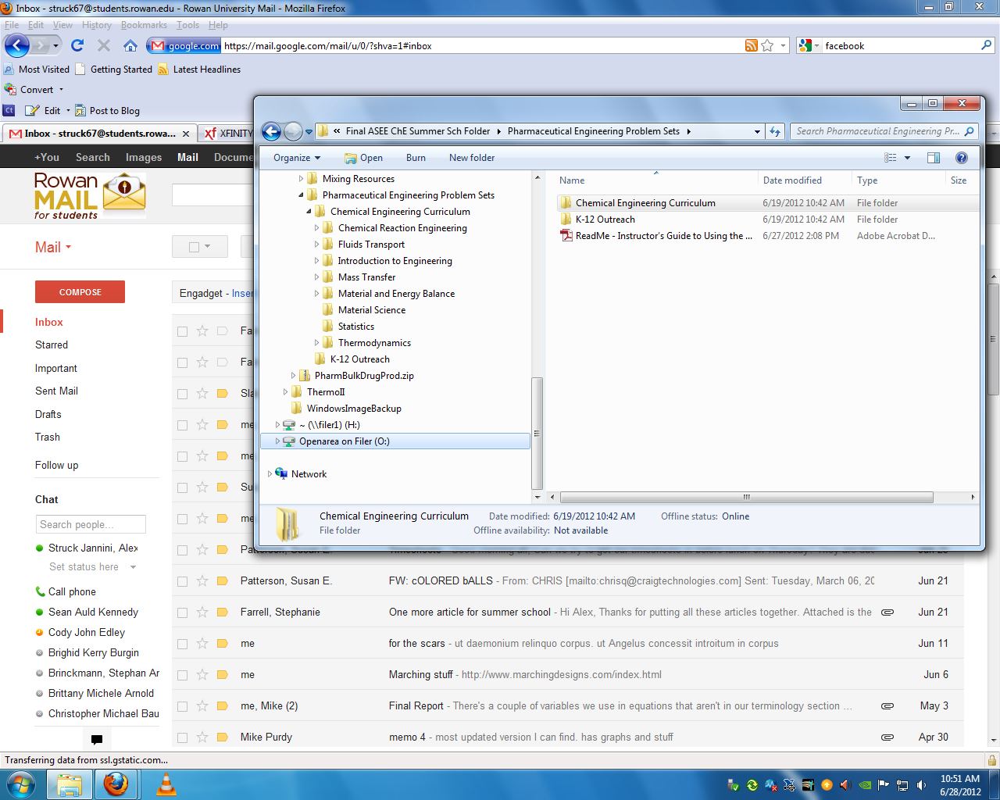 Inbox - struck67@students.rowan.edu - Rowan University Mail - Mozilla Firefox
File Edit View History Bookmarks Tools Help
google.com https://mail.google.com/mail/u/0/?shva=1#inbox facebook
Most Visited Getting Started Latest Headlines
Convert
Ct Edit Post to Blog
Inbox - struck67@students.rowa... XFINITY
+You Search Images Mail Docume
Rowan
MAIL
for students
Mail
COMPOSE
Inbox
Starred
Important
Sent Mail
Drafts
Trash
Follow up
Chat
Search people...
Struck Jannini, Alex
Set status here
Call phone
Sean Auld Kennedy
Cody John Edley
Brighid Kerry Burgin
Brinckmann, Stephan Ar
Brittany Michele Arnold
Christopher Michael Bau
Engadget - Inser
Fa
Fa
Sla
me
me
Su
me
Patterson, Susan E. FW: cOLORED bALLS - From: CHRIS [mailto:chrisq@craigtechnologies.com] Sent: Tuesday, March 06, 20 Jun 21
Farrell, Stephanie One more article for summer school - Hi Alex, Thanks for putting all these articles together. Attached is the Jun 21
me for the scars - ut daemonium relinquo corpus. ut Angelus concessit introitum in corpus Jun 11
me Marching stuff - http://www.marchingdesigns.com/index.html Jun 6
me, Mike (2) Final Report - There's a couple of variables we use in equations that aren't in our terminology section ... May 3
Mike Purdy memo 4 - most updated version I can find. has graphs and stuff Apr 30
« Final ASEE ChE Summer Sch Folder Pharmaceutical Engineering Problem Sets Search Pharmaceutical Engineering Pr...
Organize Open Burn New folder
Mixing Resources
Pharmaceutical Engineering Problem Sets
Chemical Engineering Curriculum
Chemical Reaction Engineering
Fluids Transport
Introduction to Engineering
Mass Transfer
Material and Energy Balance
Material Science
Statistics
Thermodynamics
K-12 Outreach
PharmBulkDrugProd.zip
ThermoII
WindowsImageBackup
~ (\\filer1) (H:)
Openarea on Filer (O:)
Network
Name Date modified Type Size
Chemical Engineering Curriculum 6/19/2012 10:42 AM File folder
K-12 Outreach 6/19/2012 10:42 AM File folder
ReadMe - Instructor's Guide to Using the ... 6/27/2012 2:08 PM Adobe Acrobat D...
Chemical Engineering Curriculum Date modified: 6/19/2012 10:42 AM Offline status: Online
File folder Offline availability: Not available
Transferring data from ssl.gstatic.com...
10:51 AM
6/28/2012